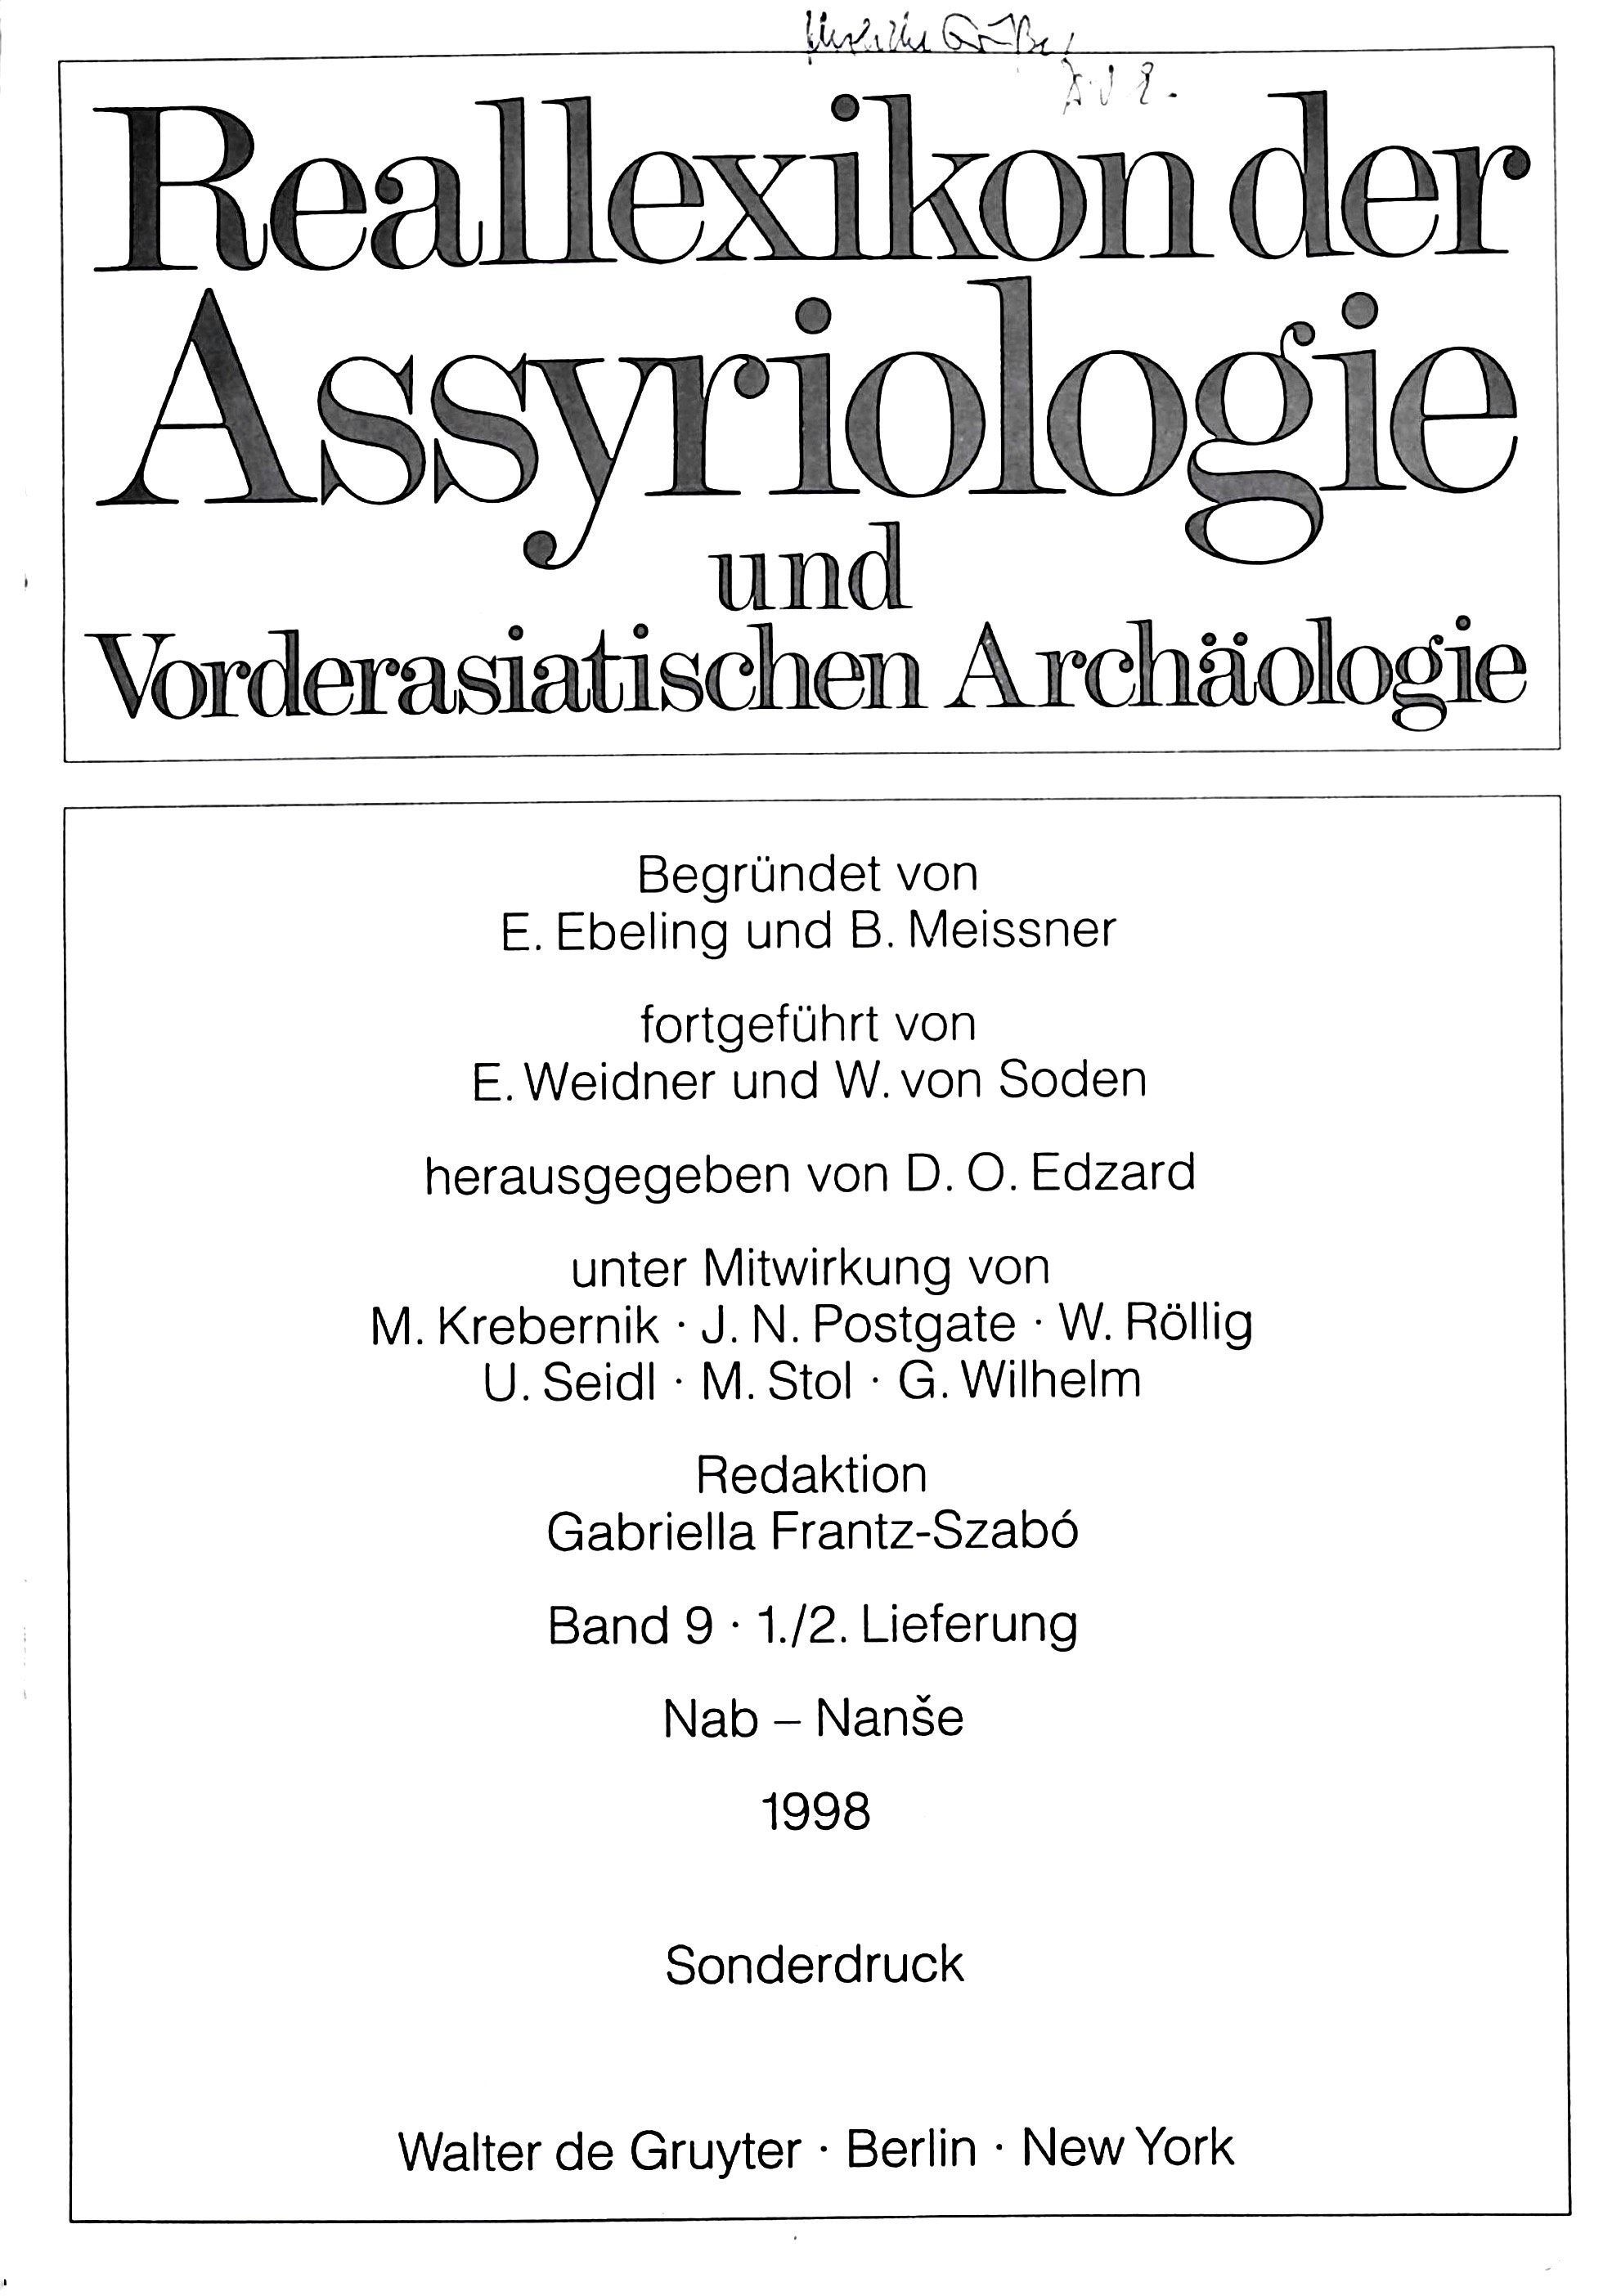 Reallexikon der
Assyriologie
und
Vorderasiatischen Archäologie
Begründet von
E. Ebeling und B. Meissner
fortgeführt von
E. Weidner und W. von Soden
herausgegeben von D. O. Edzard
unter Mitwirkung von
M. Krebernik · J. N. Postgate · W. Röllig
U. Seidl · M. Stol · G. Wilhelm
Redaktion
Gabriella Frantz-Szabó
Band 9 · 1./2. Lieferung
Nab – Nanše
1998
Sonderdruck
Walter de Gruyter · Berlin · New York